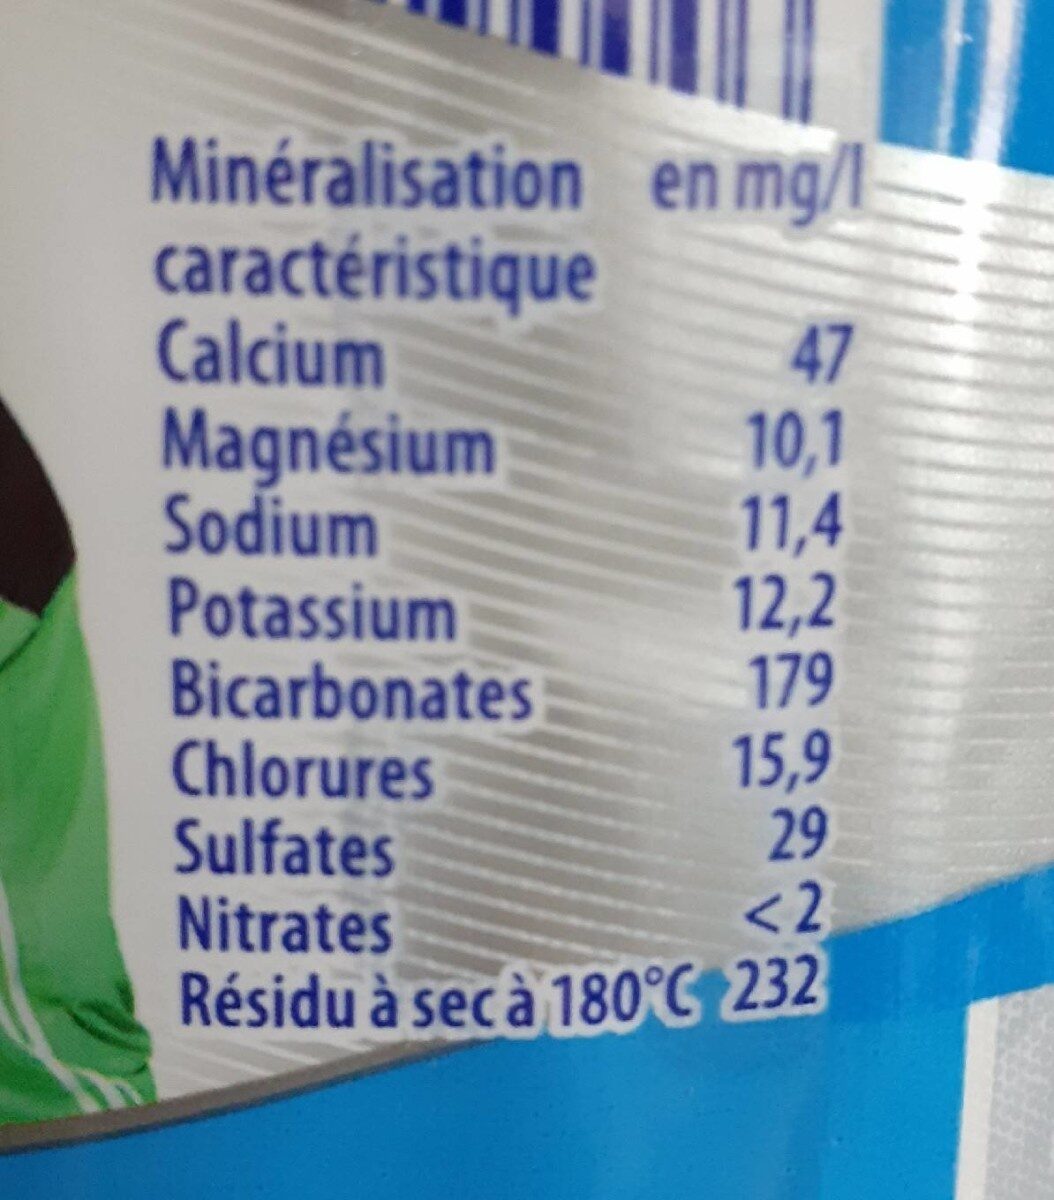 Minéralisation en mg/l
caractéristique
Calcium 47
Magnésium 10,1
Sodium 11,4
Potassium 12,2
Bicarbonates 179
Chlorures 15,9
Sulfates 29
Nitrates < 2
Résidu à sec à 180°C 232